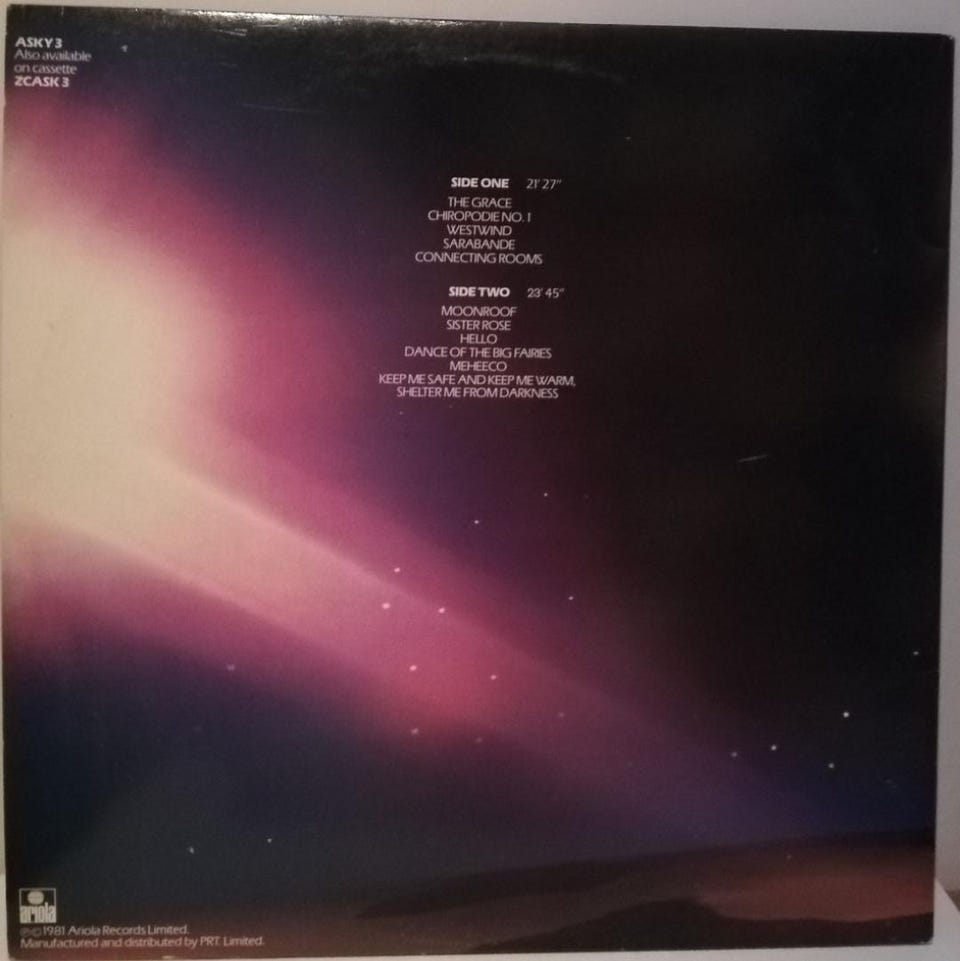 ASKY 3
Also available
on cassette
ZCASK 3
SIDE ONE 21' 27"
THE GRACE
CHIROPODIE NO. 1
WESTWIND
SARABANDE
CONNECTING ROOMS
SIDE TWO 23' 45"
MOONROOF
SISTER ROSE
HELLO
DANCE OF THE BIG FAIRIES
MEHEECO
KEEP ME SAFE AND KEEP ME WARM,
SHELTER ME FROM DARKNESS
ariola
℗©1981 Ariola Records Limited.
Manufactured and distributed by PRT. Limited.